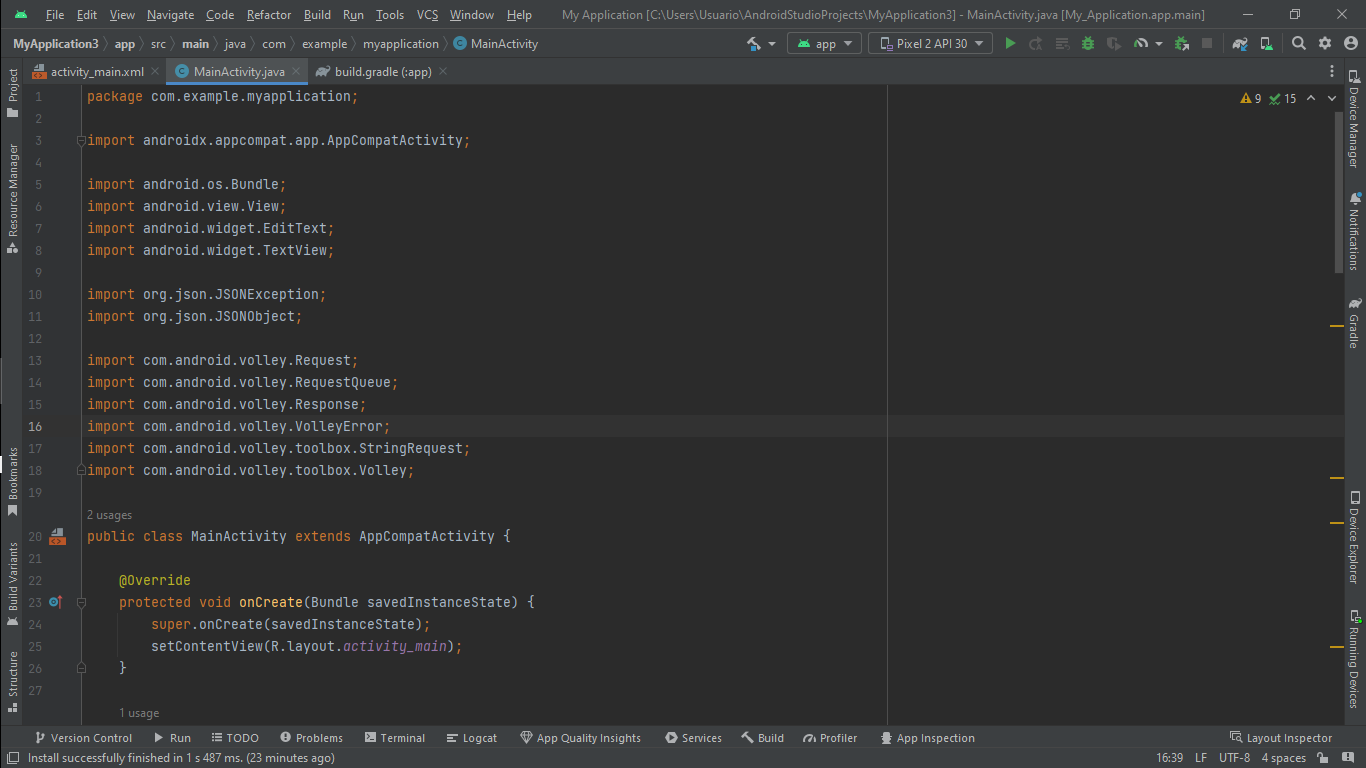 File Edit View Navigate Code Refactor Build Run Tools VCS Window Help My Application [C:\Users\Usuario\AndroidStudioProjects\MyApplication3] - MainActivity.java [My_Application.app.main]
MyApplication3 app src main java com example myapplication MainActivity app Pixel 2 API 30
activity_main.xml MainActivity.java build.gradle (:app)
Project
Resource Manager
Bookmarks
Build Variants
Structure
9 15
1 package com.example.myapplication;
2
3 import androidx.appcompat.app.AppCompatActivity;
4
5 import android.os.Bundle;
6 import android.view.View;
7 import android.widget.EditText;
8 import android.widget.TextView;
9
10 import org.json.JSONException;
11 import org.json.JSONObject;
12
13 import com.android.volley.Request;
14 import com.android.volley.RequestQueue;
15 import com.android.volley.Response;
16 import com.android.volley.VolleyError;
17 import com.android.volley.toolbox.StringRequest;
18 import com.android.volley.toolbox.Volley;
19
2 usages
20 public class MainActivity extends AppCompatActivity {
21
22 @Override
23 protected void onCreate(Bundle savedInstanceState) {
24 super.onCreate(savedInstanceState);
25 setContentView(R.layout.activity_main);
26 }
27
1 usage
Device Manager
Notifications
Gradle
Device Explorer
Running Devices
Version Control Run TODO Problems Terminal Logcat App Quality Insights Services Build Profiler App Inspection Layout Inspector
Install successfully finished in 1 s 487 ms. (23 minutes ago) 16:39 LF UTF-8 4 spaces